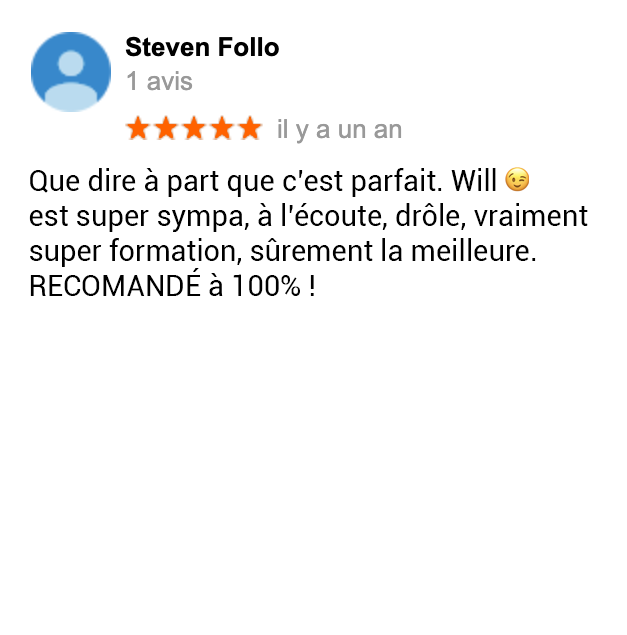 Steven Follo
1 avis
il y a un an
Que dire à part que c'est parfait. Will 😉
est super sympa, à l'écoute, drôle, vraiment
super formation, sûrement la meilleure.
RECOMANDÉ à 100% !